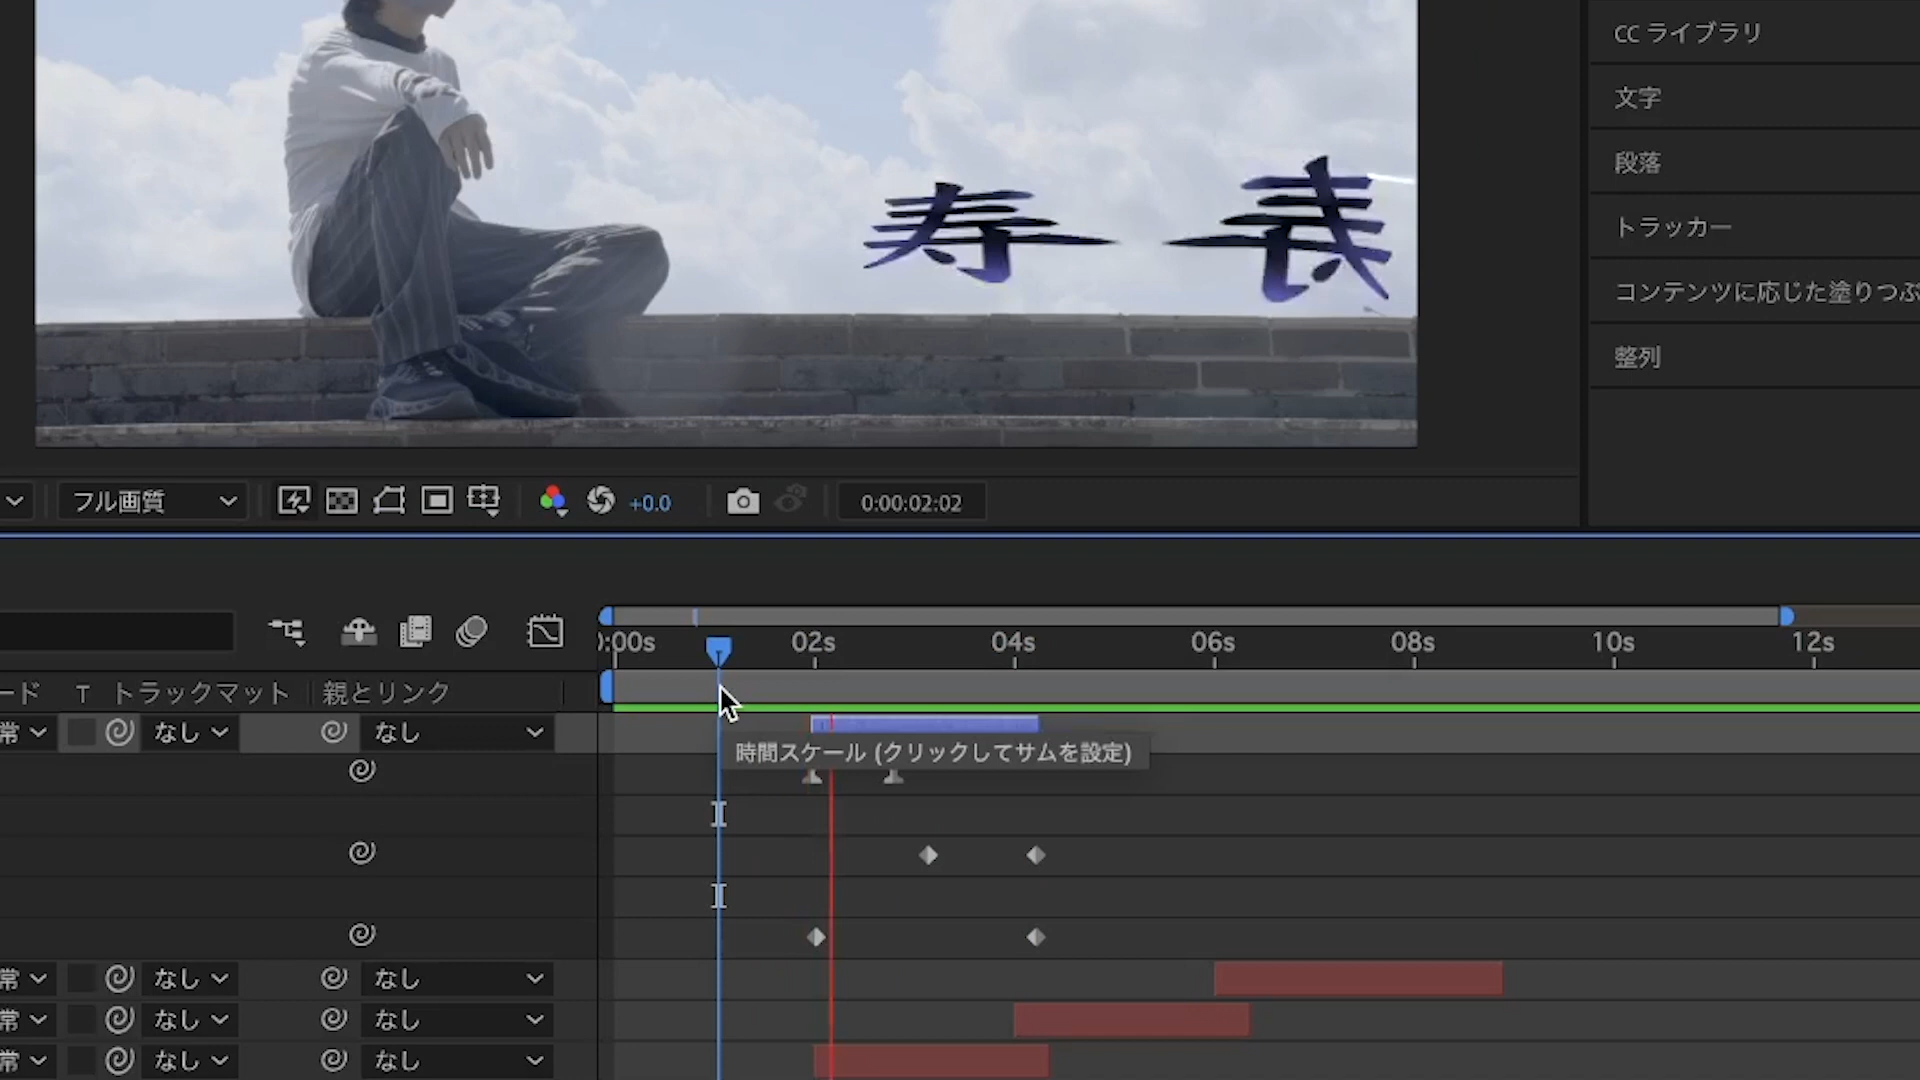 寿
CC ライブラリ
文字
段落
トラッカー
コンテンツに応じた塗りつぶ
整列
フル画質
+0.0
0:00:02:02
):00s
02s
04s
06s
08s
10s
12s
ード T トラックマット 親とリンク
常 なし なし
時間スケール (クリックしてサムを設定)
常 なし なし
常 なし なし
常 なし なし